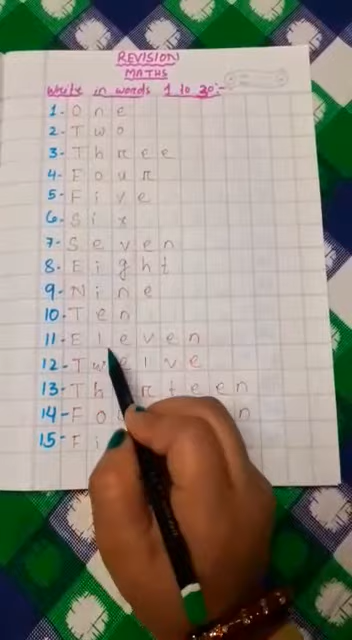 REVISION
MATHS
Write in words 1 to 20:-
1- One
2- Two
3- Three
4- Four
5- Five
6- Six
7- Seven
8- Eight
9- Nine
10- Ten
11- Eleven
12- Twelve
13- Thirteen
14-
15-